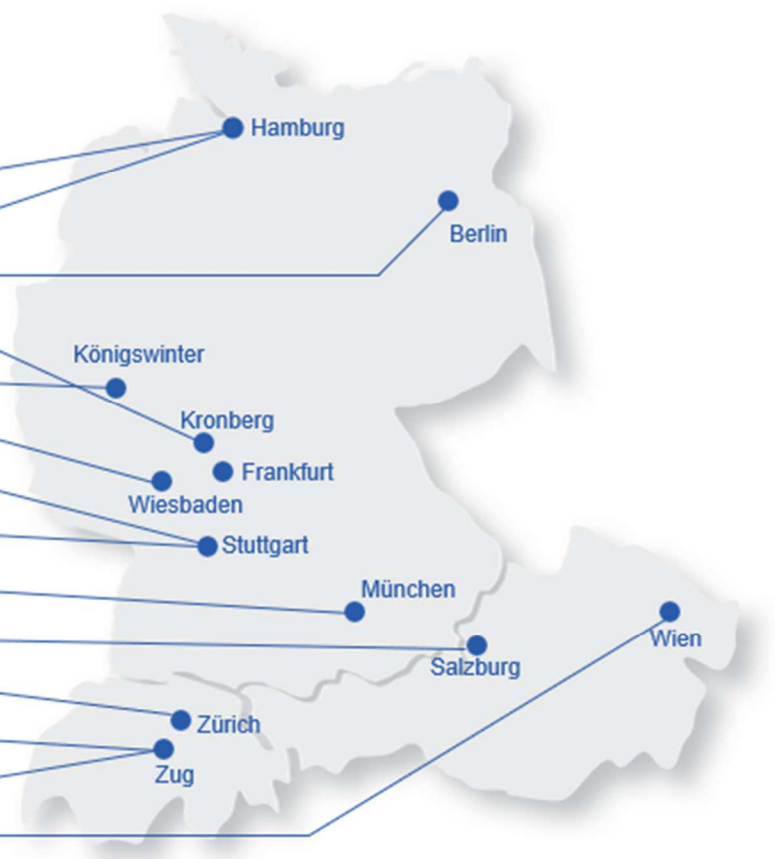 Hamburg
Berlin
Königswinter
Kronberg
Frankfurt
Wiesbaden
Stuttgart
München
Wien
Salzburg
Zürich
Zug